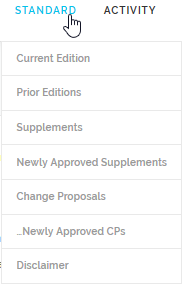 STANDARD ACTIVITY
Current Edition
Prior Editions
Supplements
Newly Approved Supplements
Change Proposals
...Newly Approved CPs
Disclaimer